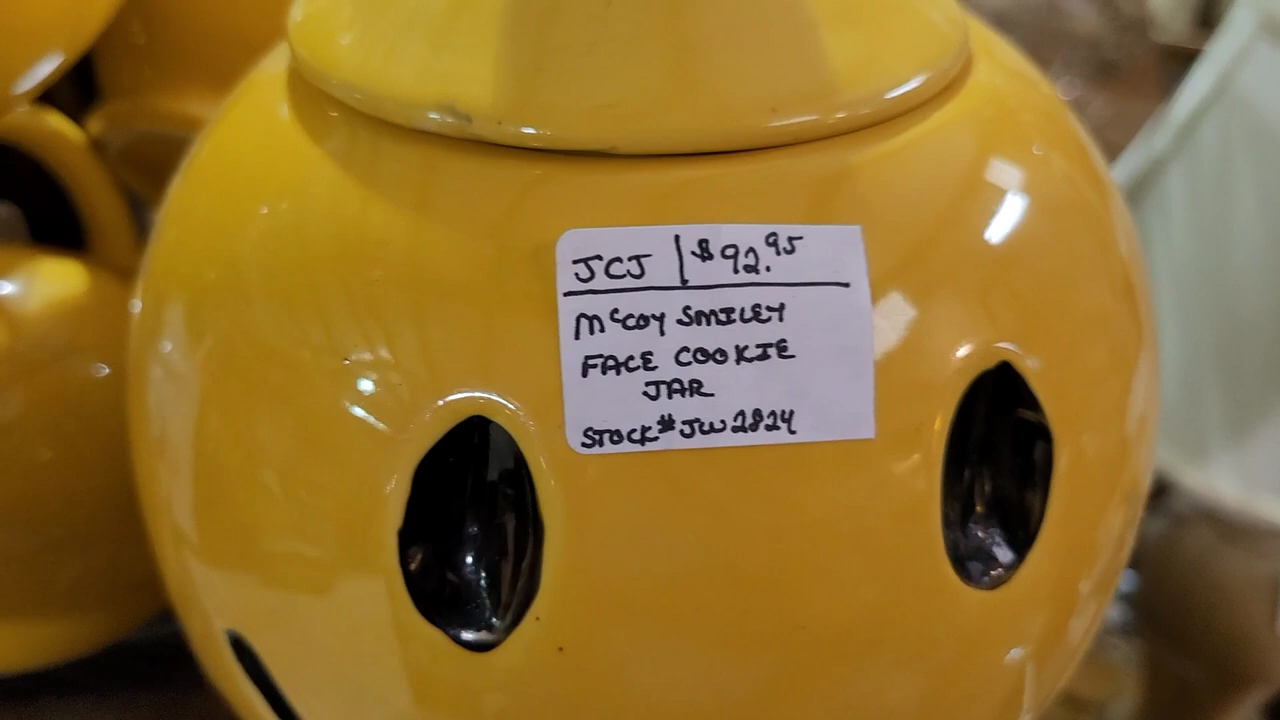 JCJ | $92.95
McCOY SMILEY
FACE COOKIE
JAR
STOCK# JW2824